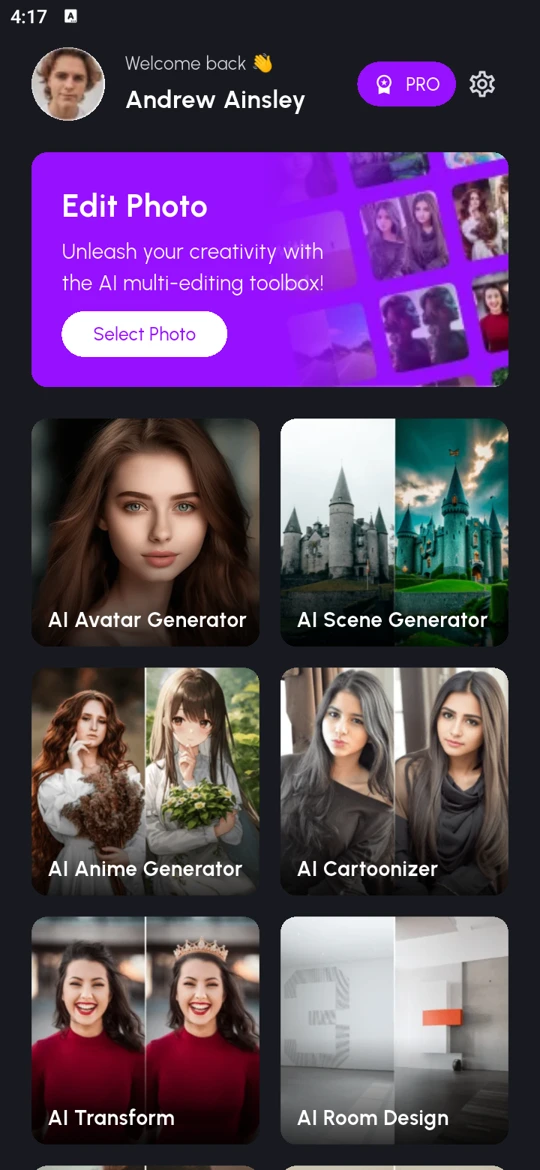 4:17
A
Welcome back 👋
Andrew Ainsley
PRO
Edit Photo
Unleash your creativity with
the AI multi-editing toolbox!
Select Photo
AI Avatar Generator
AI Scene Generator
AI Anime Generator
AI Cartoonizer
AI Transform
AI Room Design